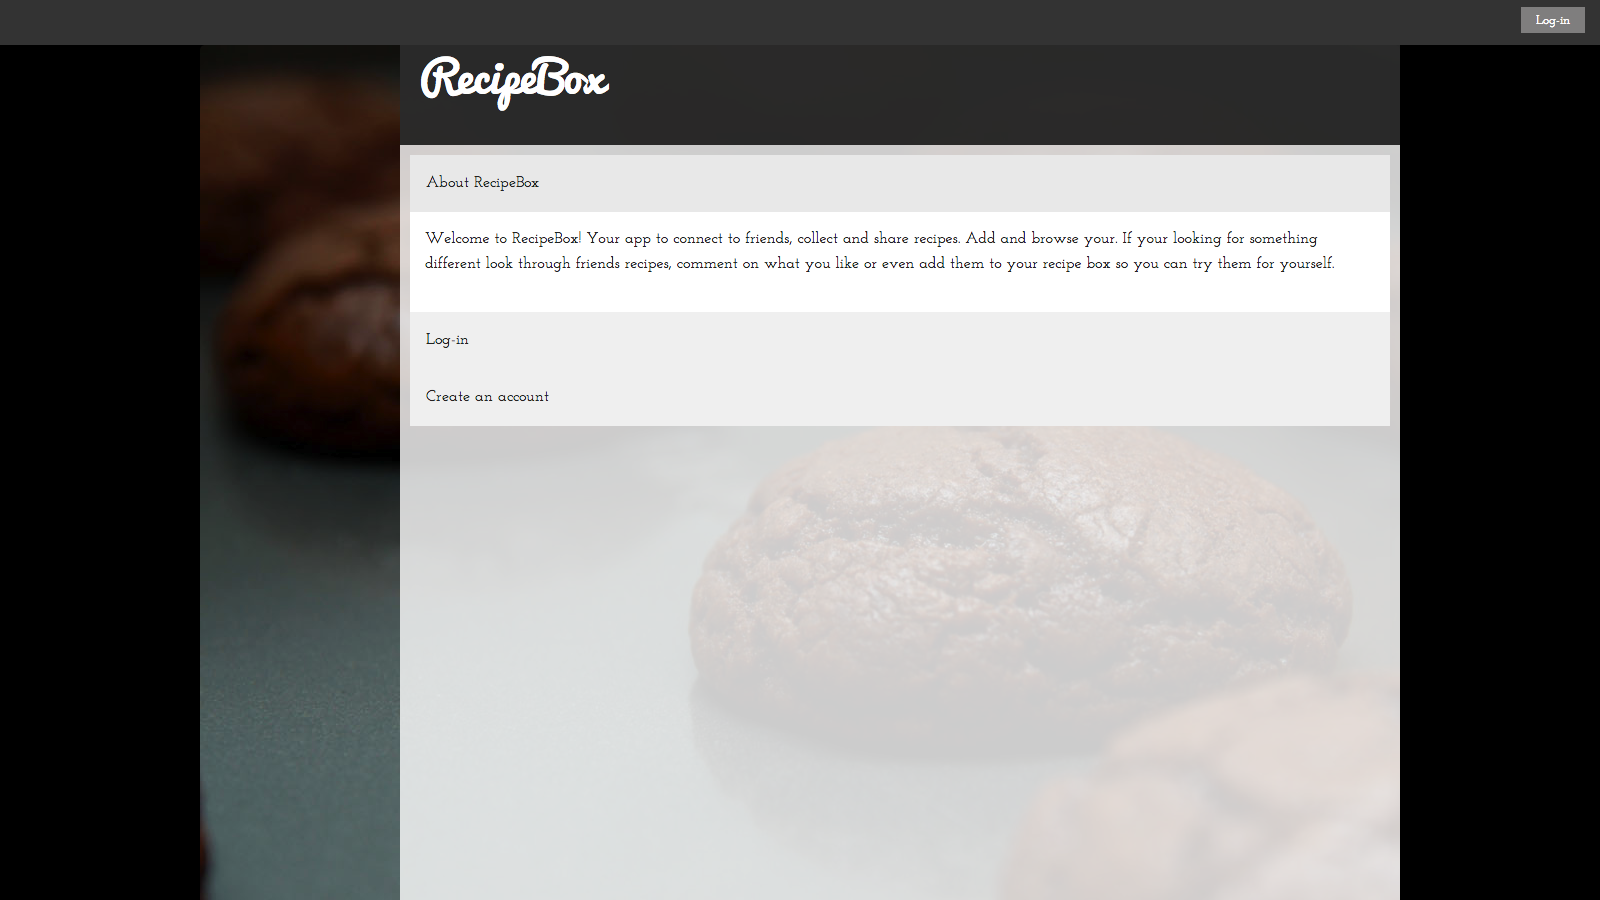 Log-in
RecipeBox
About RecipeBox
Welcome to RecipeBox! Your app to connect to friends, collect and share recipes. Add and browse your. If your looking for something
different look through friends recipes, comment on what you like or even add them to your recipe box so you can try them for yourself.
Log-in
Create an account